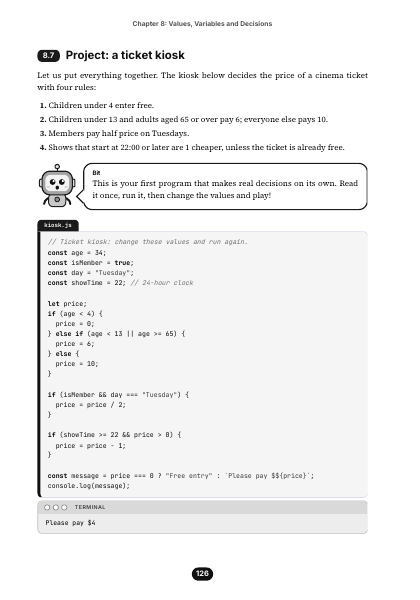 Chapter 8: Values, Variables and Decisions
8.7 Project: a ticket kiosk
Let us put everything together. The kiosk below decides the price of a cinema ticket
with four rules:
1. Children under 4 enter free.
2. Children under 13 and adults aged 65 or over pay 6; everyone else pays 10.
3. Members pay half price on Tuesdays.
4. Shows that start at 22:00 or later are 1 cheaper, unless the ticket is already free.
Bit
This is your first program that makes real decisions on its own. Read
it once, run it, then change the values and play!
kiosk.js
// Ticket kiosk: change these values and run again.
const age = 34;
const isMember = true;
const day = "Tuesday";
const showTime = 22; // 24-hour clock
let price;
if (age < 4) {
  price = 0;
} else if (age < 13 || age >= 65) {
  price = 6;
} else {
  price = 10;
}
if (isMember && day === "Tuesday") {
  price = price / 2;
}
if (showTime >= 22 && price > 0) {
  price = price - 1;
}
const message = price === 0 ? "Free entry" : `Please pay $${price}`;
console.log(message);
TERMINAL
Please pay $4
126